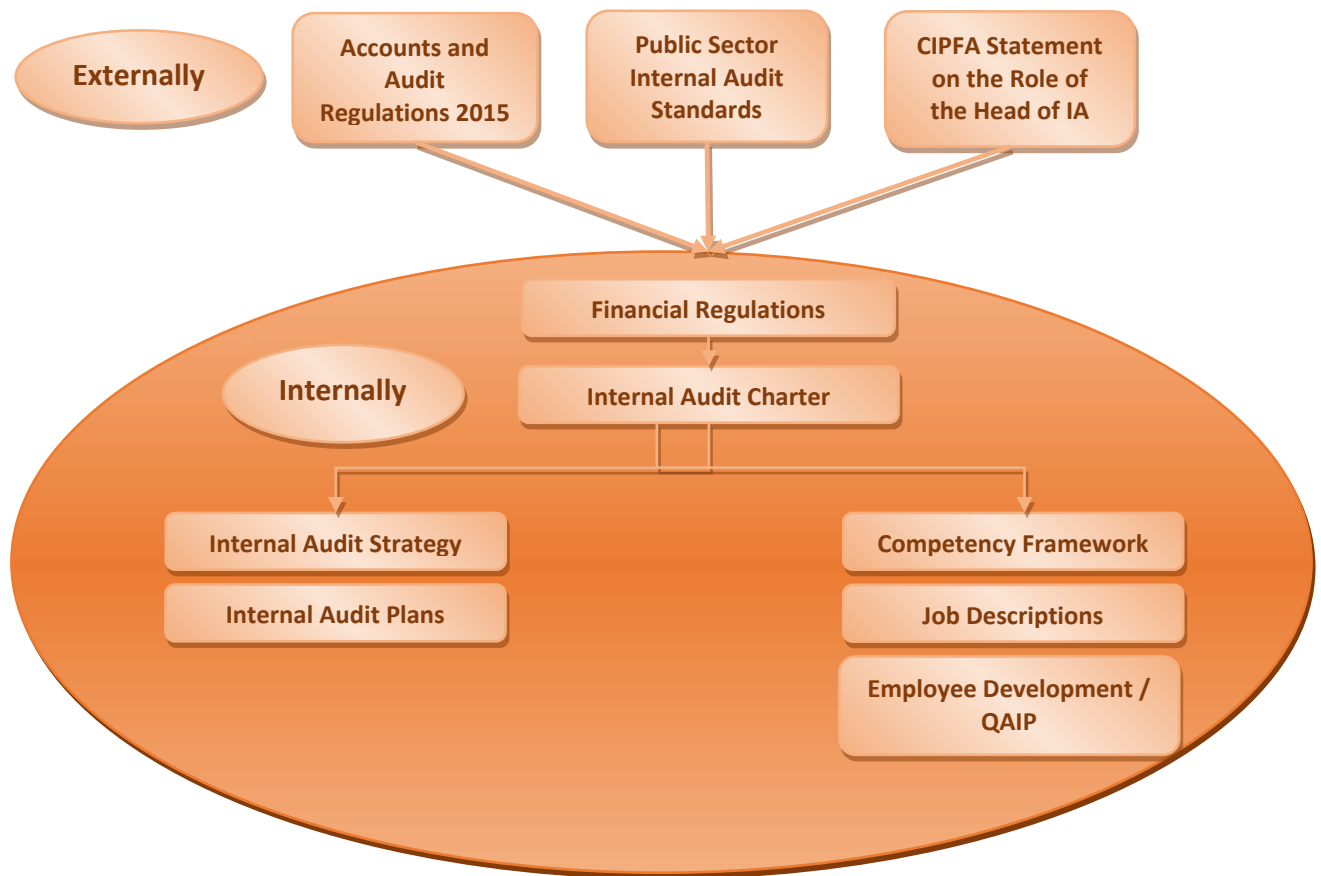 Externally
Accounts and
Audit
Regulations 2015
Public Sector
Internal Audit
Standards
CIPFA Statement
on the Role of
the Head of IA
Financial Regulations
Internally
Internal Audit Charter
Internal Audit Strategy
Internal Audit Plans
Competency Framework
Job Descriptions
Employee Development /
QAIP